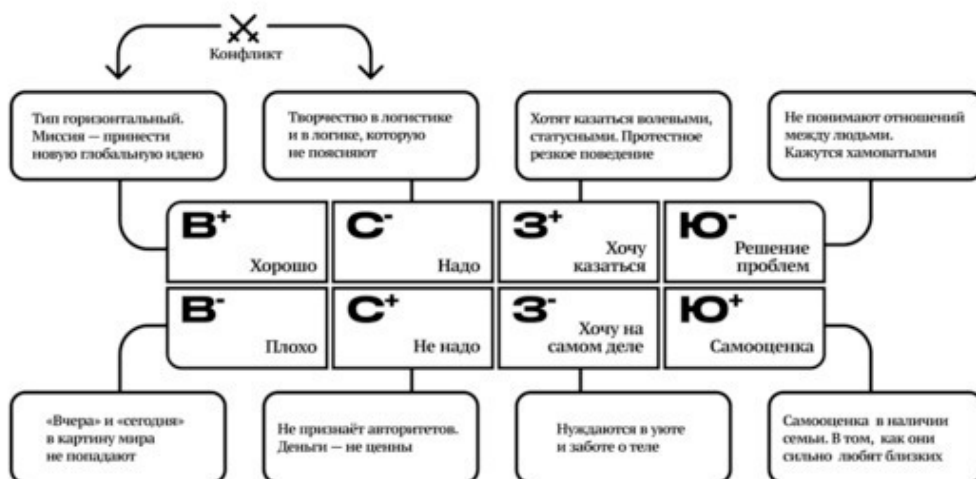 Конфликт
Тип горизонтальный.
Миссия — принести
новую глобальную идею
Творчество в логистике
и в логике, которую
не поясняют
Хотят казаться волевыми,
статусными. Протестное
резкое поведение
Не понимают отношений
между людьми.
Кажутся хамоватыми
В+
Хорошо
С-
Надо
З+
Хочу
казаться
Ю-
Решение
проблем
В-
Плохо
С+
Не надо
З-
Хочу на
самом деле
Ю+
Самооценка
«Вчера» и «сегодня»
в картину мира
не попадают
Не признаёт авторитетов.
Деньги — не ценны
Нуждаются в уюте
и заботе о теле
Самооценка в наличии
семьи. В том, как они
сильно любят близких